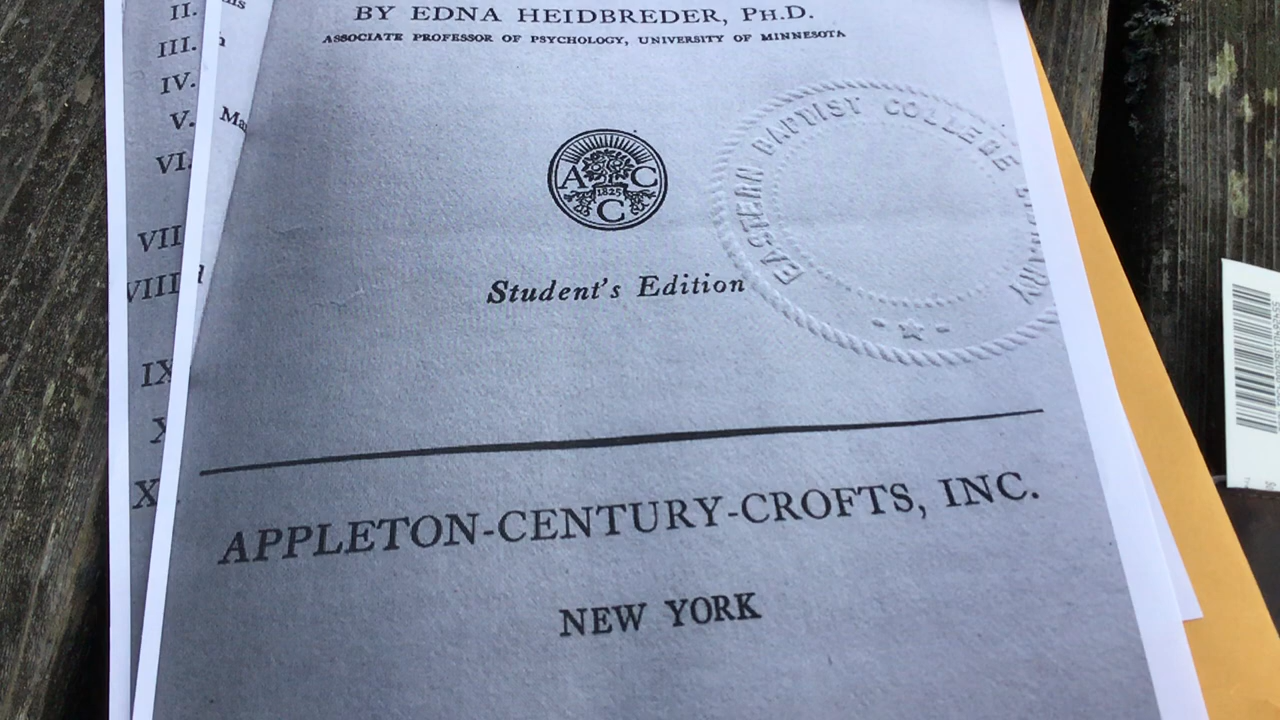 II.
III.
IV.
V.
VI.
VII
VIII
IX
X
X
BY EDNA HEIDBREDER, PH.D.
ASSOCIATE PROFESSOR OF PSYCHOLOGY, UNIVERSITY OF MINNESOTA
A C
1825
C
EASTERN BAPTIST COLLEGE
Student's Edition
APPLETON-CENTURY-CROFTS, INC.
NEW YORK